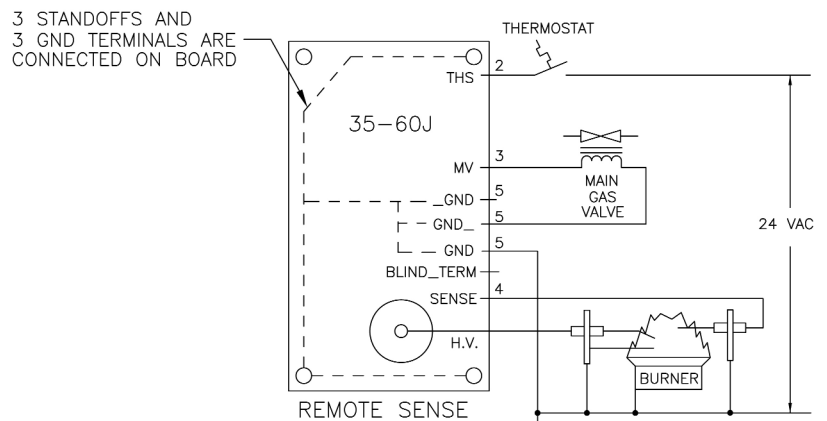 3 STANDOFFS AND
3 GND TERMINALS ARE
CONNECTED ON BOARD
THERMOSTAT
THS
2
35-60J
MV
3
MAIN
GAS
VALVE
_GND
5
GND_
5
24 VAC
GND
5
BLIND_TERM
SENSE
4
H.V.
BURNER
REMOTE SENSE